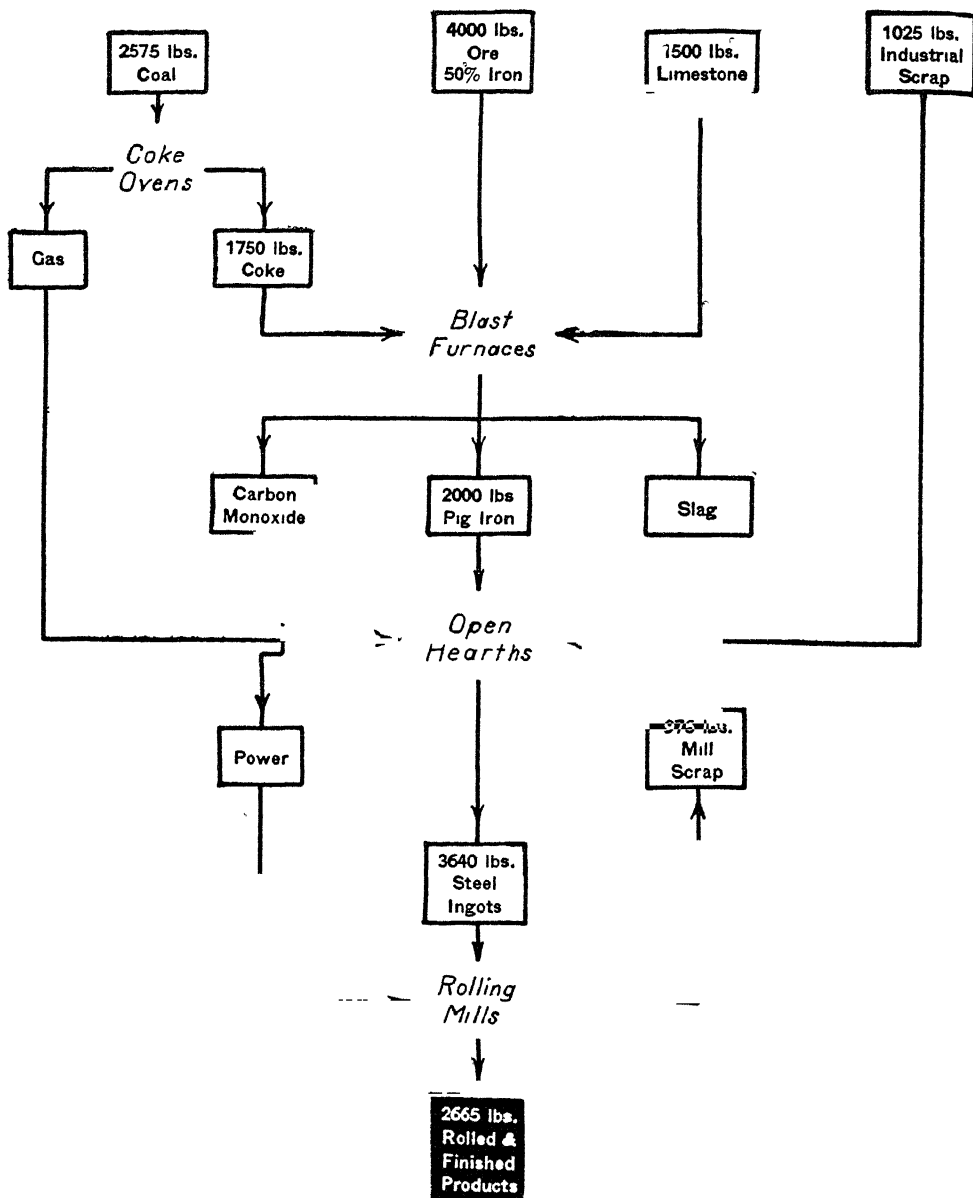 2575 lbs.
Coal
4000 lbs.
Ore
50% Iron
1500 lbs.
Limestone
1025 lbs.
Industrial
Scrap
Coke
Ovens
Gas
1750 lbs.
Coke
Blast
Furnaces
Carbon
Monoxide
2000 lbs
Pig Iron
Slag
Open
Hearths
Power
Mill
Scrap
3640 lbs.
Steel
Ingots
Rolling
Mills
2665 lbs.
Rolled &
Finished
Products